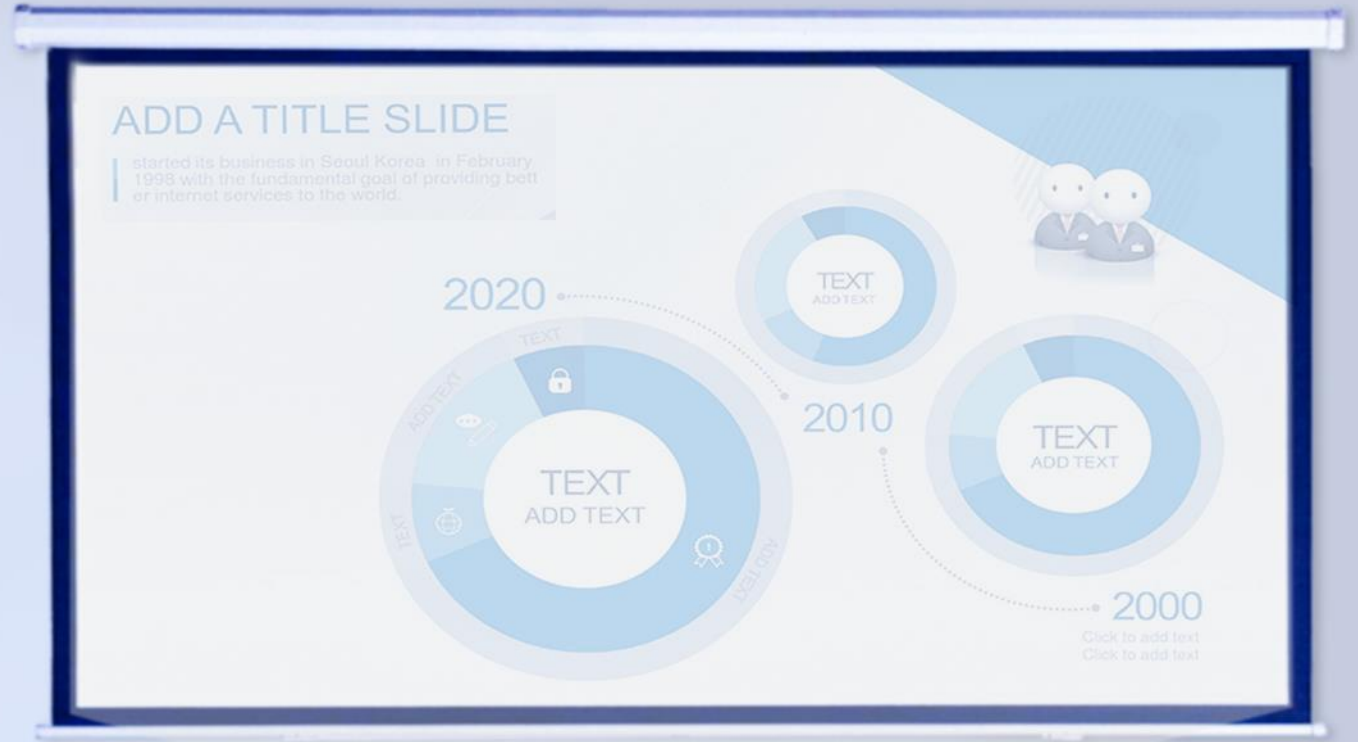 ADD A TITLE SLIDE
started its business in Seoul Korea in February,
1998 with the fundamental goal of providing bett
er internet services to the world.
2020
TEXT
ADD TEXT
TEXT
ADD TEXT
TEXT
ADD TEXT
TEXT
ADD TEXT
2010
TEXT
ADD TEXT
2000
Click to add text
Click to add text